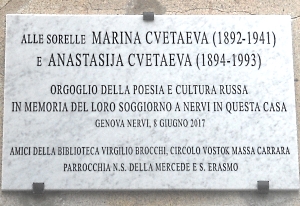 ALLE SORELLE MARINA CVETAEVA (1892-1941)
E ANASTASIJA CVETAEVA (1894-1993)
ORGOGLIO DELLA POESIA E CULTURA RUSSA
IN MEMORIA DEL LORO SOGGIORNO A NERVI IN QUESTA CASA
GENOVA NERVI, 8 GIUGNO 2017
AMICI DELLA BIBLIOTECA VIRGILIO BROCCHI, CIRCOLO VOSTOK MASSA CARRARA
PARROCCHIA N.S. DELLA MERCEDE E S. ERASMO